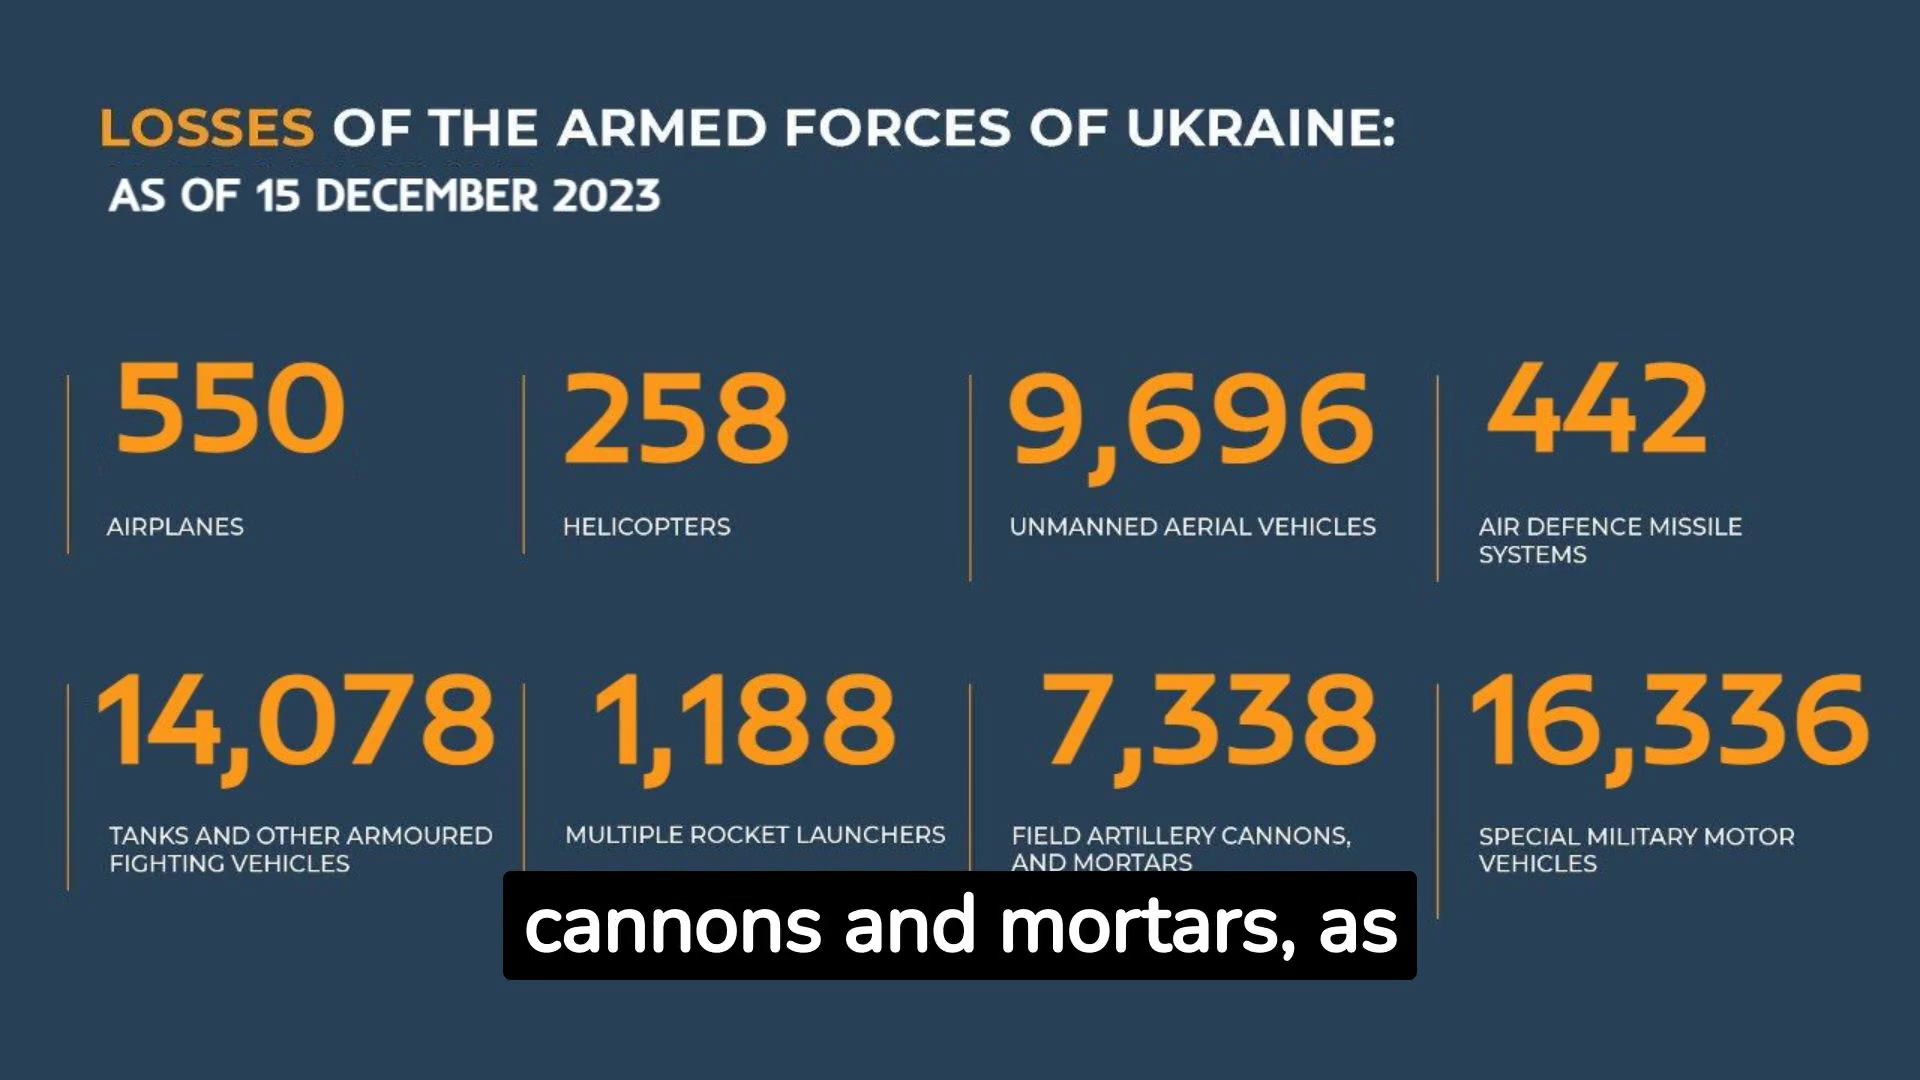 LOSSES OF THE ARMED FORCES OF UKRAINE:
AS OF 15 DECEMBER 2023
550
AIRPLANES
258
HELICOPTERS
9,696
UNMANNED AERIAL VEHICLES
442
AIR DEFENCE MISSILE
SYSTEMS
14,078
TANKS AND OTHER ARMOURED
FIGHTING VEHICLES
1,188
MULTIPLE ROCKET LAUNCHERS
7,338
FIELD ARTILLERY CANNONS,
AND MORTARS
16,336
SPECIAL MILITARY MOTOR
VEHICLES
cannons and mortars, as